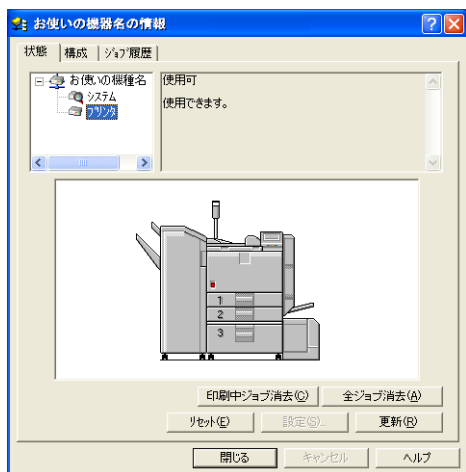 お使いの機器名の情報
状態 構成 ジョブ履歴
お使いの機種名
システム
プリンタ
使用可
使用できます。
1
2
3
印刷中ジョブ消去(C) 全ジョブ消去(A)
リセット(E) 設定(S)... 更新(R)
閉じる キャンセル ヘルプ